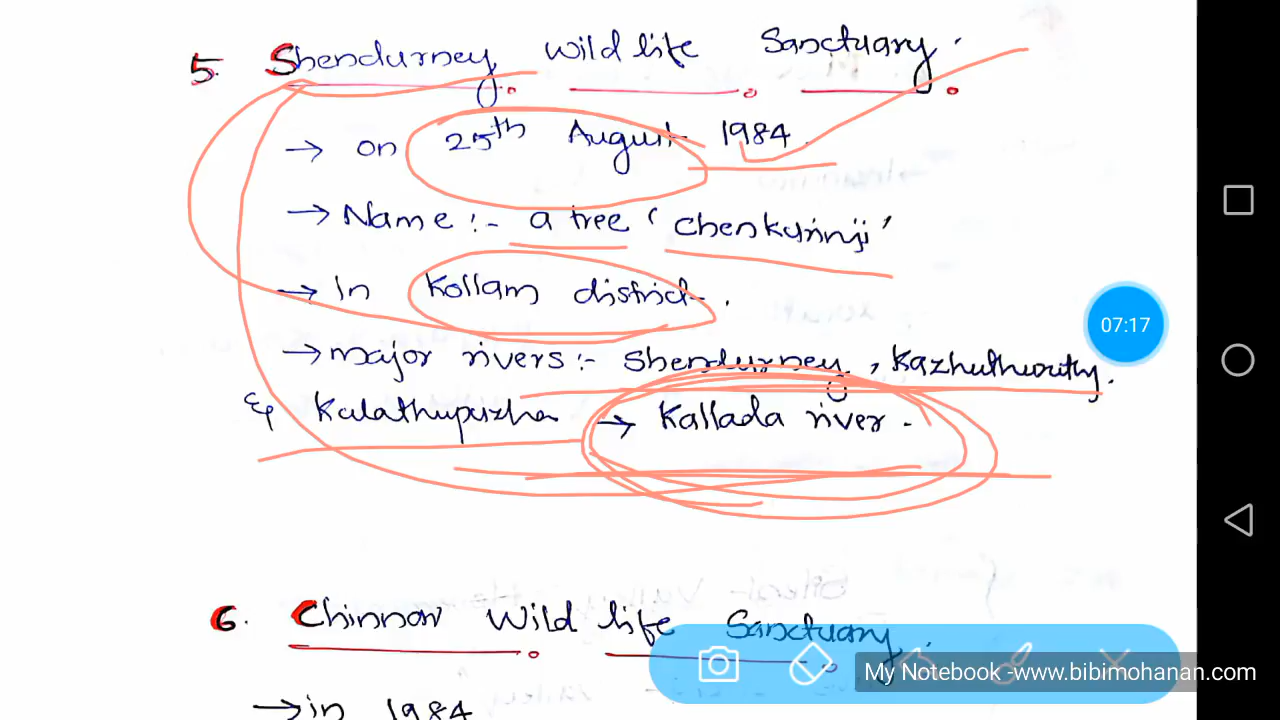 5. Shendurney Wild life Sanctuary.
→ on 25th August 1984.
→ Name :- a tree 'Chenkurinji'
→ In Kollam district.
→ major rivers :- Shendurney, Kazhuthuruty.
& Kulathupuzha → Kallada river.
07:17
6. Chinnar Wild life Sanctuary.
→ in 1984
My Notebook -www.bibimohanan.com